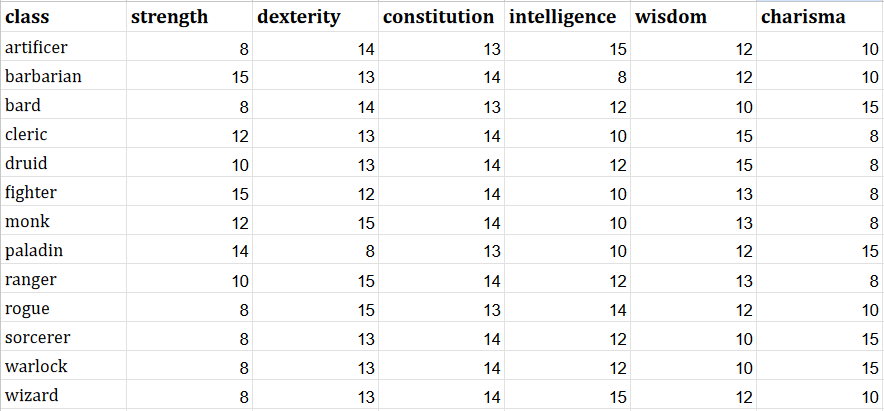 class strength dexterity constitution intelligence wisdom charisma
artificer 8 14 13 15 12 10
barbarian 15 13 14 8 12 10
bard 8 14 13 12 10 15
cleric 12 13 14 10 15 8
druid 10 13 14 12 15 8
fighter 15 12 14 10 13 8
monk 12 15 14 10 13 8
paladin 14 8 13 10 12 15
ranger 10 15 14 12 13 8
rogue 8 15 13 14 12 10
sorcerer 8 13 14 12 10 15
warlock 8 13 14 12 10 15
wizard 8 13 14 15 12 10